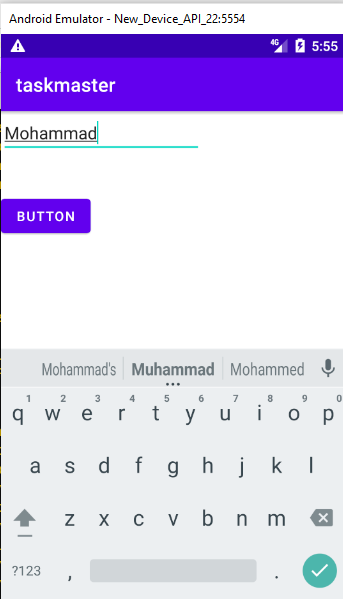 Android Emulator - New_Device_API_22:5554
4G 5:55
taskmaster
Mohammad
BUTTON
Mohammad's Muhammad Mohammed
1 2 3 4 5 6 7 8 9 0
q w e r t y u i o p
a s d f g h j k l
z x c v b n m
?123 , .